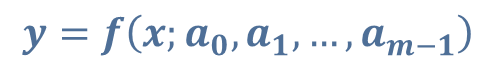 y = f(x; a₀, a₁, …, aₘ₋₁)